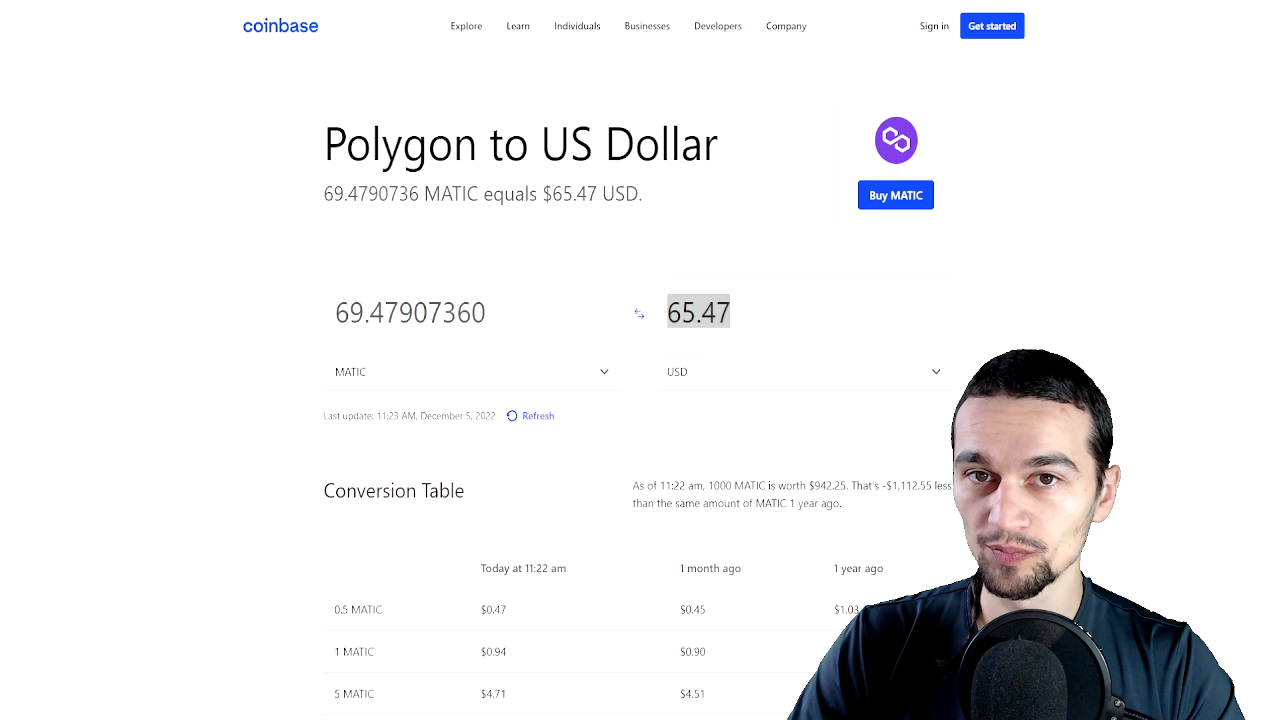 coinbase Explore Learn Individuals Businesses Developers Company Sign in Get started
Polygon to US Dollar
69.4790736 MATIC equals $65.47 USD.
Buy MATIC
69.47907360 65.47
MATIC USD
Last update: 11:23 AM, December 5, 2022 Refresh
Conversion Table
As of 11:22 am, 1000 MATIC is worth $942.25. That's -$1,112.55 less
than the same amount of MATIC 1 year ago.
Today at 11:22 am 1 month ago 1 year ago
0.5 MATIC $0.47 $0.45 $1.03
1 MATIC $0.94 $0.90
5 MATIC $4.71 $4.51